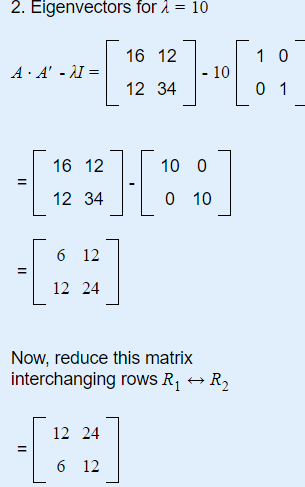 2. Eigenvectors for λ = 10
A · A′ - λI = [ 16 12 ; 12 34 ] - 10 [ 1 0 ; 0 1
= [ 16 12 ; 12 34 ] - [ 10 0 ; 0 10 ]
= [ 6 12 ; 12 24 ]
Now, reduce this matrix
interchanging rows R₁ ↔ R₂
= [ 12 24 ; 6 12 ]